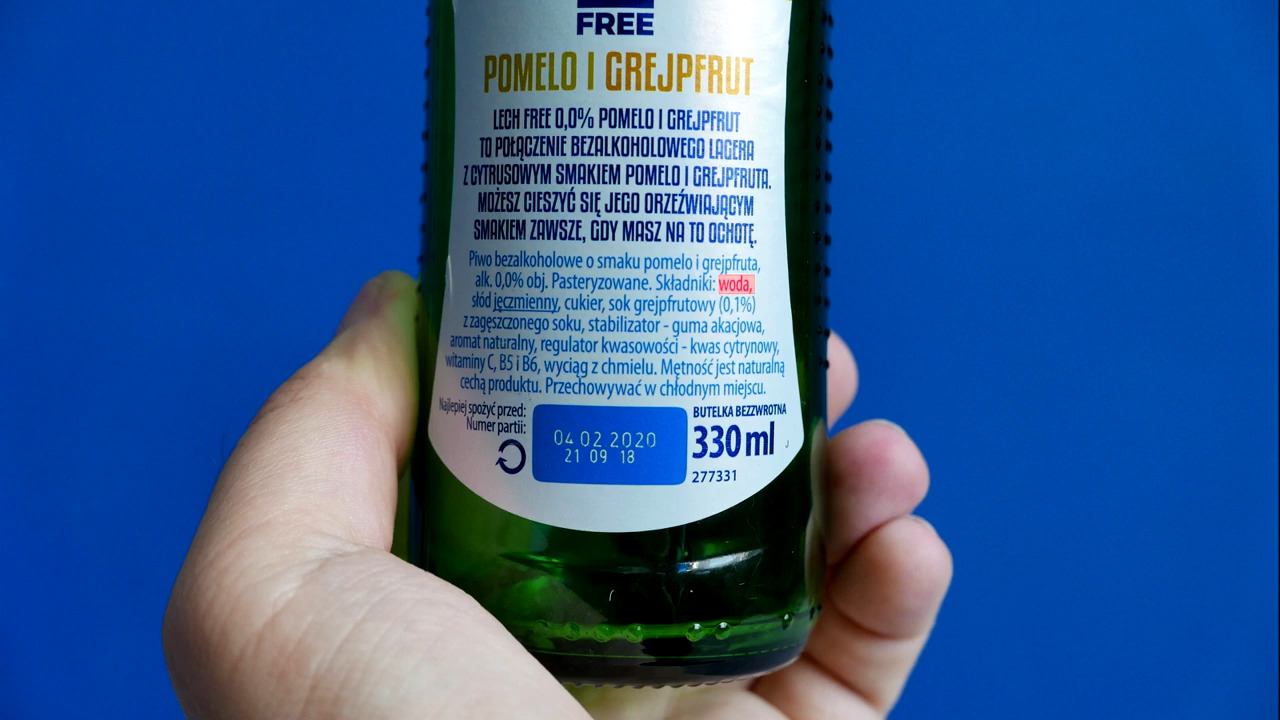 FREE
POMELO I GREJPFRUT
LECH FREE 0,0% POMELO I GREJPFRUT
TO POŁĄCZENIE BEZALKOHOLOWEGO LAGERA
Z CYTRUSOWYM SMAKIEM POMELO I GREJPFRUTA.
MOŻESZ CIESZYĆ SIĘ JEGO ORZEŹWIAJĄCYM
SMAKIEM ZAWSZE, GDY MASZ NA TO OCHOTĘ.
Piwo bezalkoholowe o smaku pomelo i grejpfruta,
alk. 0,0% obj. Pasteryzowane. Składniki: woda,
słód jęczmienny, cukier, sok grejpfrutowy (0,1%)
z zagęszczonego soku, stabilizator - guma akacjowa,
aromat naturalny, regulator kwasowości - kwas cytrynowy,
witaminy C, B5 i B6, wyciąg z chmielu. Mętność jest naturalną
cechą produktu. Przechowywać w chłodnym miejscu.
Najlepiej spożyć przed:
Numer partii:
04 02 2020
21 09 18
BUTELKA BEZZWROTNA
330 ml
277331